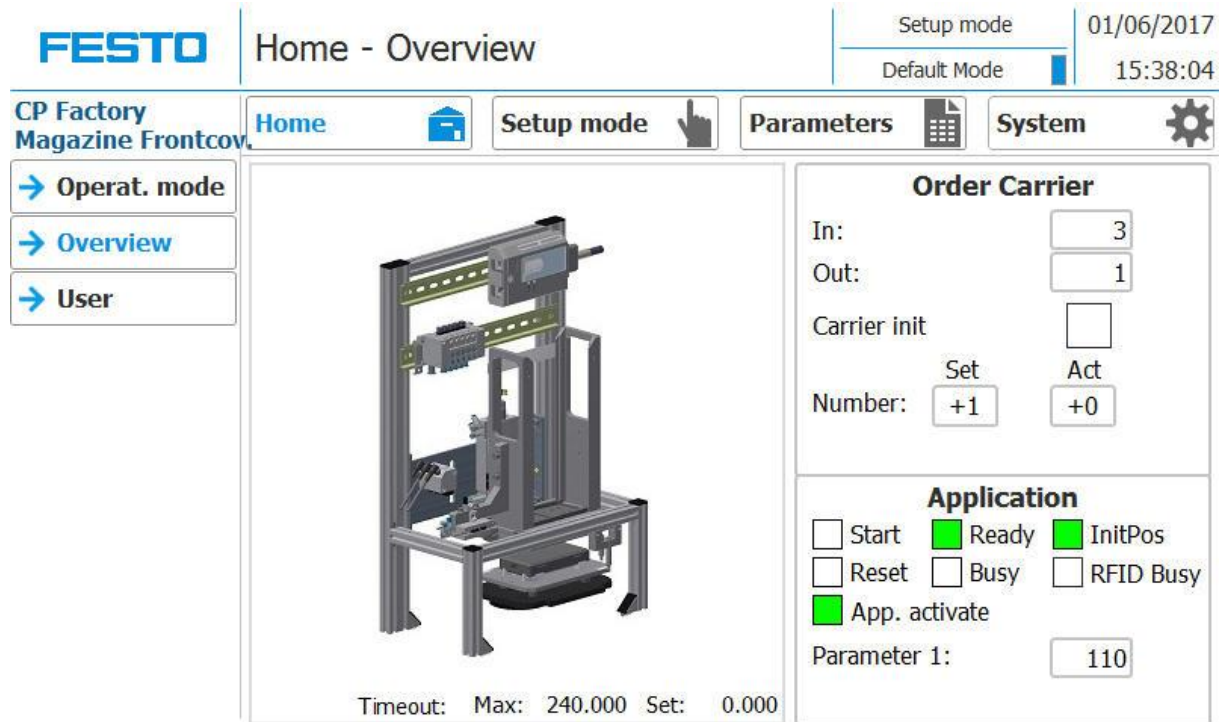 FESTO
Home - Overview
Setup mode
Default Mode
01/06/2017
15:38:04
CP Factory
Magazine Frontcov.
Home
Setup mode
Parameters
System
Operat. mode
Overview
User
Timeout: Max: 240.000 Set: 0.000
Order Carrier
In: 3
Out: 1
Carrier init
Set Act
Number: +1 +0
Application
Start Ready InitPos
Reset Busy RFID Busy
App. activate
Parameter 1: 110